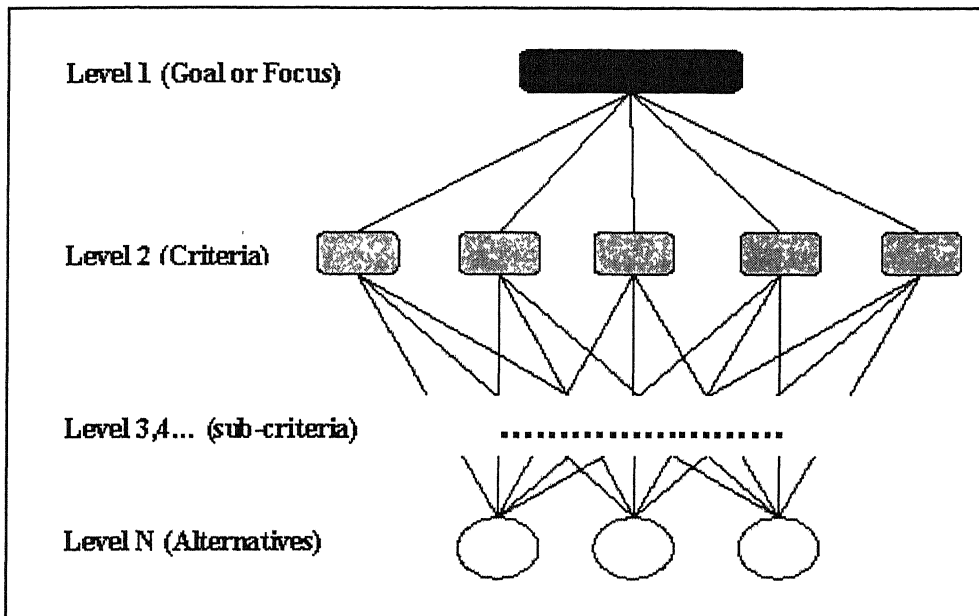 Level 1 (Goal or Focus)
Level 2 (Criteria)
Level 3,4... (sub-criteria)
Level N (Alternatives)